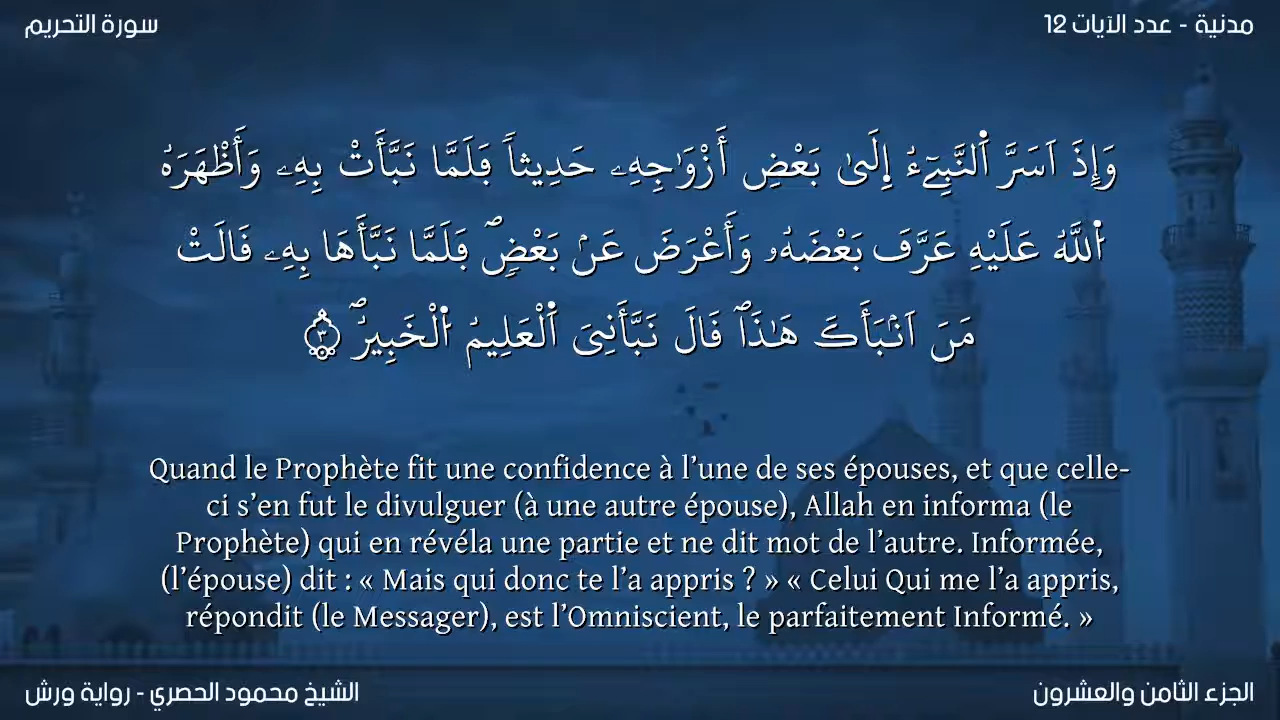 سورة التحريم
مدنية - عدد الآيات 12
وَإِذَ اَسَرَّ اَ۬لنَّبِےٓءُ اِ۪لَىٰ بَعْضِ أَزْوَٰجِهِۦ حَدِيثاٗ فَلَمَّا نَبَّأَتْ بِهِۦ وَأَظْهَرَهُ
اُ۬للَّهُ عَلَيْهِ عَرَّفَ بَعْضَهُۥ وَأَعْرَضَ عَنۢ بَعْضٖۖ فَلَمَّا نَبَّأَهَا بِهِۦ قَالَتْ
مَنَ اَنۢبَأَكَ هَٰذَاۖ قَالَ نَبَّأَنِيَ اَ۬لْعَلِيمُ اُ۬لْخَبِيرُۖ ٣
Quand le Prophète fit une confidence à l’une de ses épouses, et que celle-
ci s’en fut le divulguer (à une autre épouse), Allah en informa (le
Prophète) qui en révéla une partie et ne dit mot de l’autre. Informée,
(l’épouse) dit : « Mais qui donc te l’a appris ? » « Celui Qui me l’a appris,
répondit (le Messager), est l’Omniscient, le parfaitement Informé. »
الشيخ محمود الحصري - رواية ورش
الجزء الثامن والعشرون